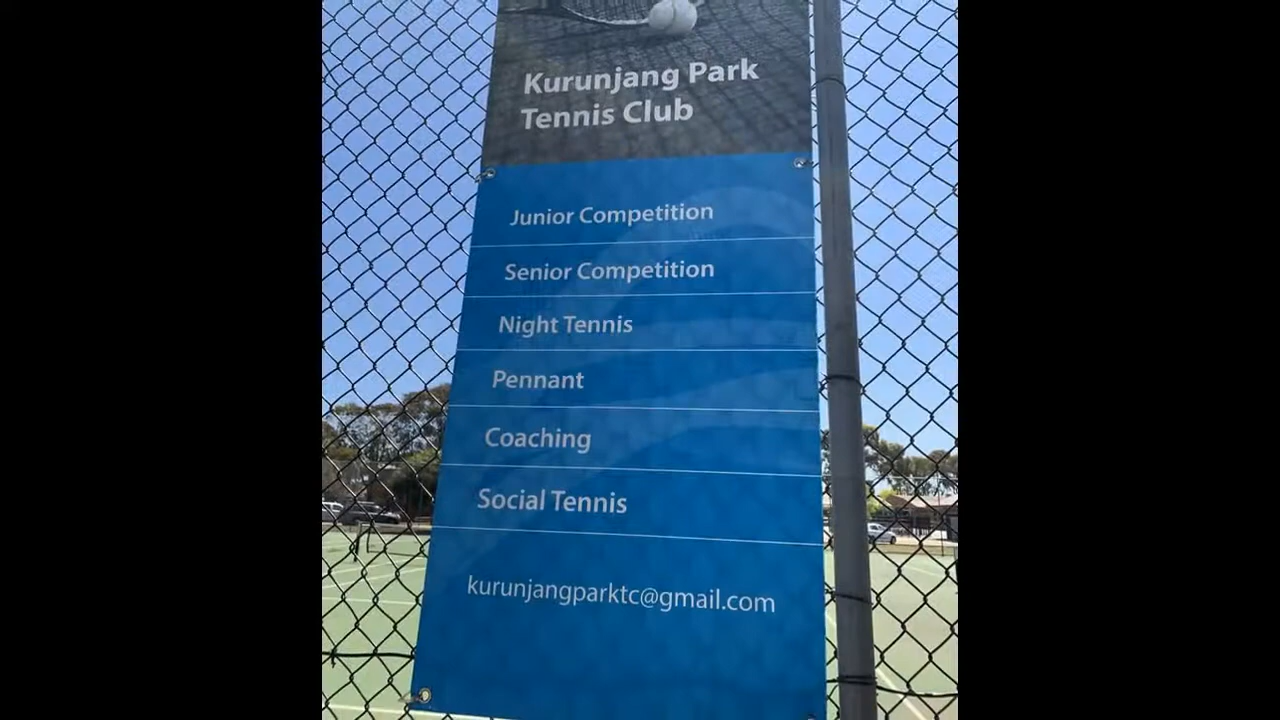 Kurunjang Park
Tennis Club
Junior Competition
Senior Competition
Night Tennis
Pennant
Coaching
Social Tennis
kurunjangparktc@gmail.com